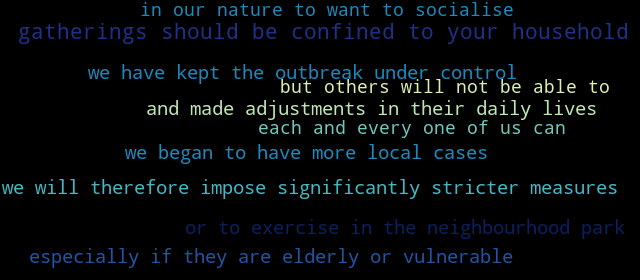 in our nature to want to socialise
gatherings should be confined to your household
we have kept the outbreak under control
but others will not be able to
and made adjustments in their daily lives
each and every one of us can
we began to have more local cases
we will therefore impose significantly stricter measures
or to exercise in the neighbourhood park
especially if they are elderly or vulnerable